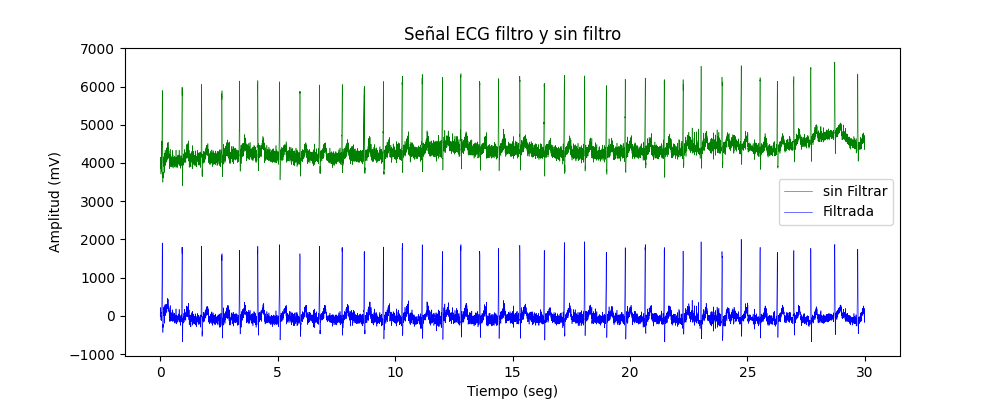 Señal ECG filtro y sin filtro
7000
6000
5000
4000
3000
2000
1000
0
−1000
Amplitud (mV)
sin Filtrar
Filtrada
0 5 10 15 20 25 30
Tiempo (seg)